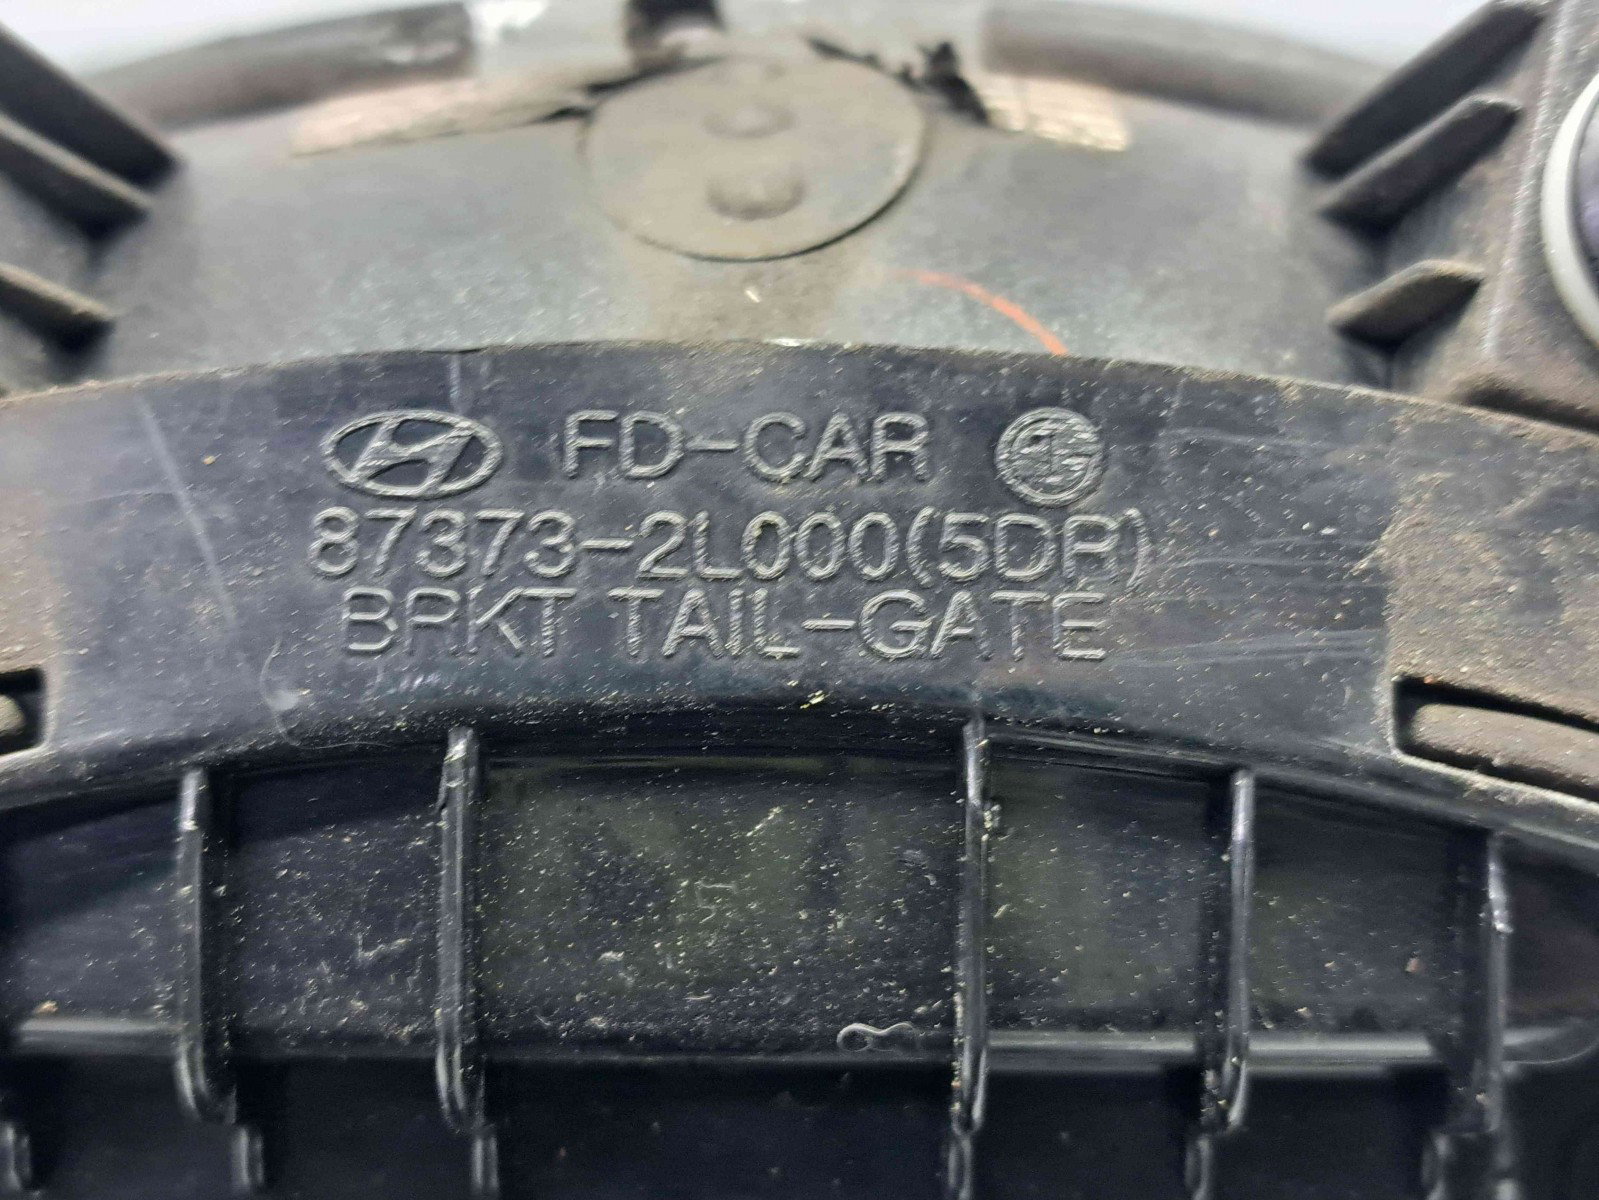 FD-CAR
87373-2L000(5DR)
BRKT TAIL-GATE